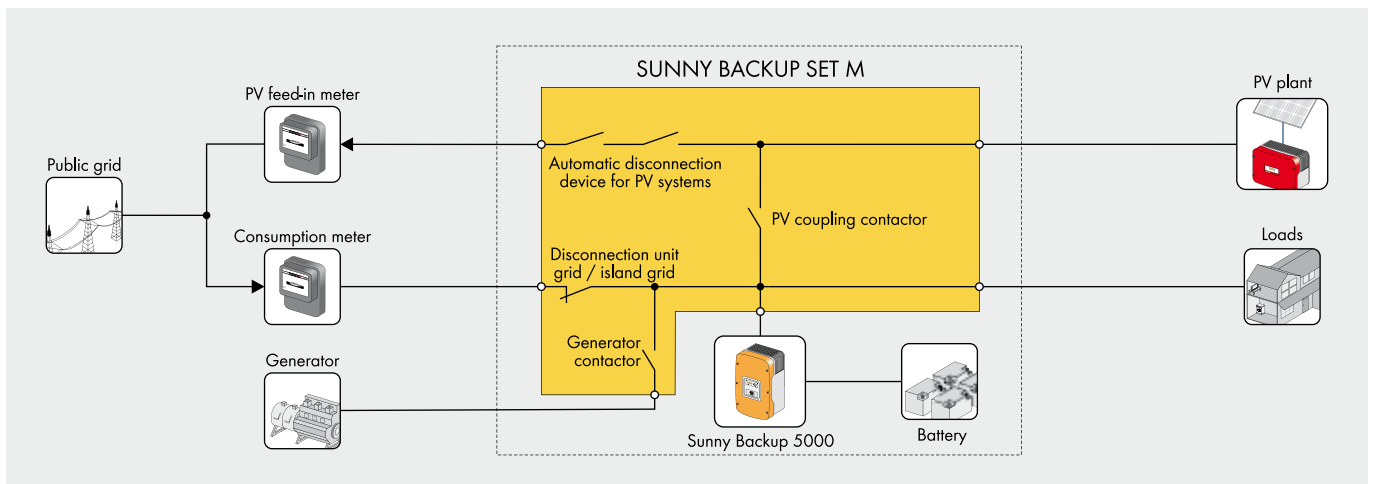 SUNNY BACKUP SET M
PV feed-in meter
PV plant
Public grid
Automatic disconnection
device for PV systems
PV coupling contactor
Consumption meter
Loads
Disconnection unit
grid / island grid
Generator
contactor
Generator
Sunny Backup 5000
Battery